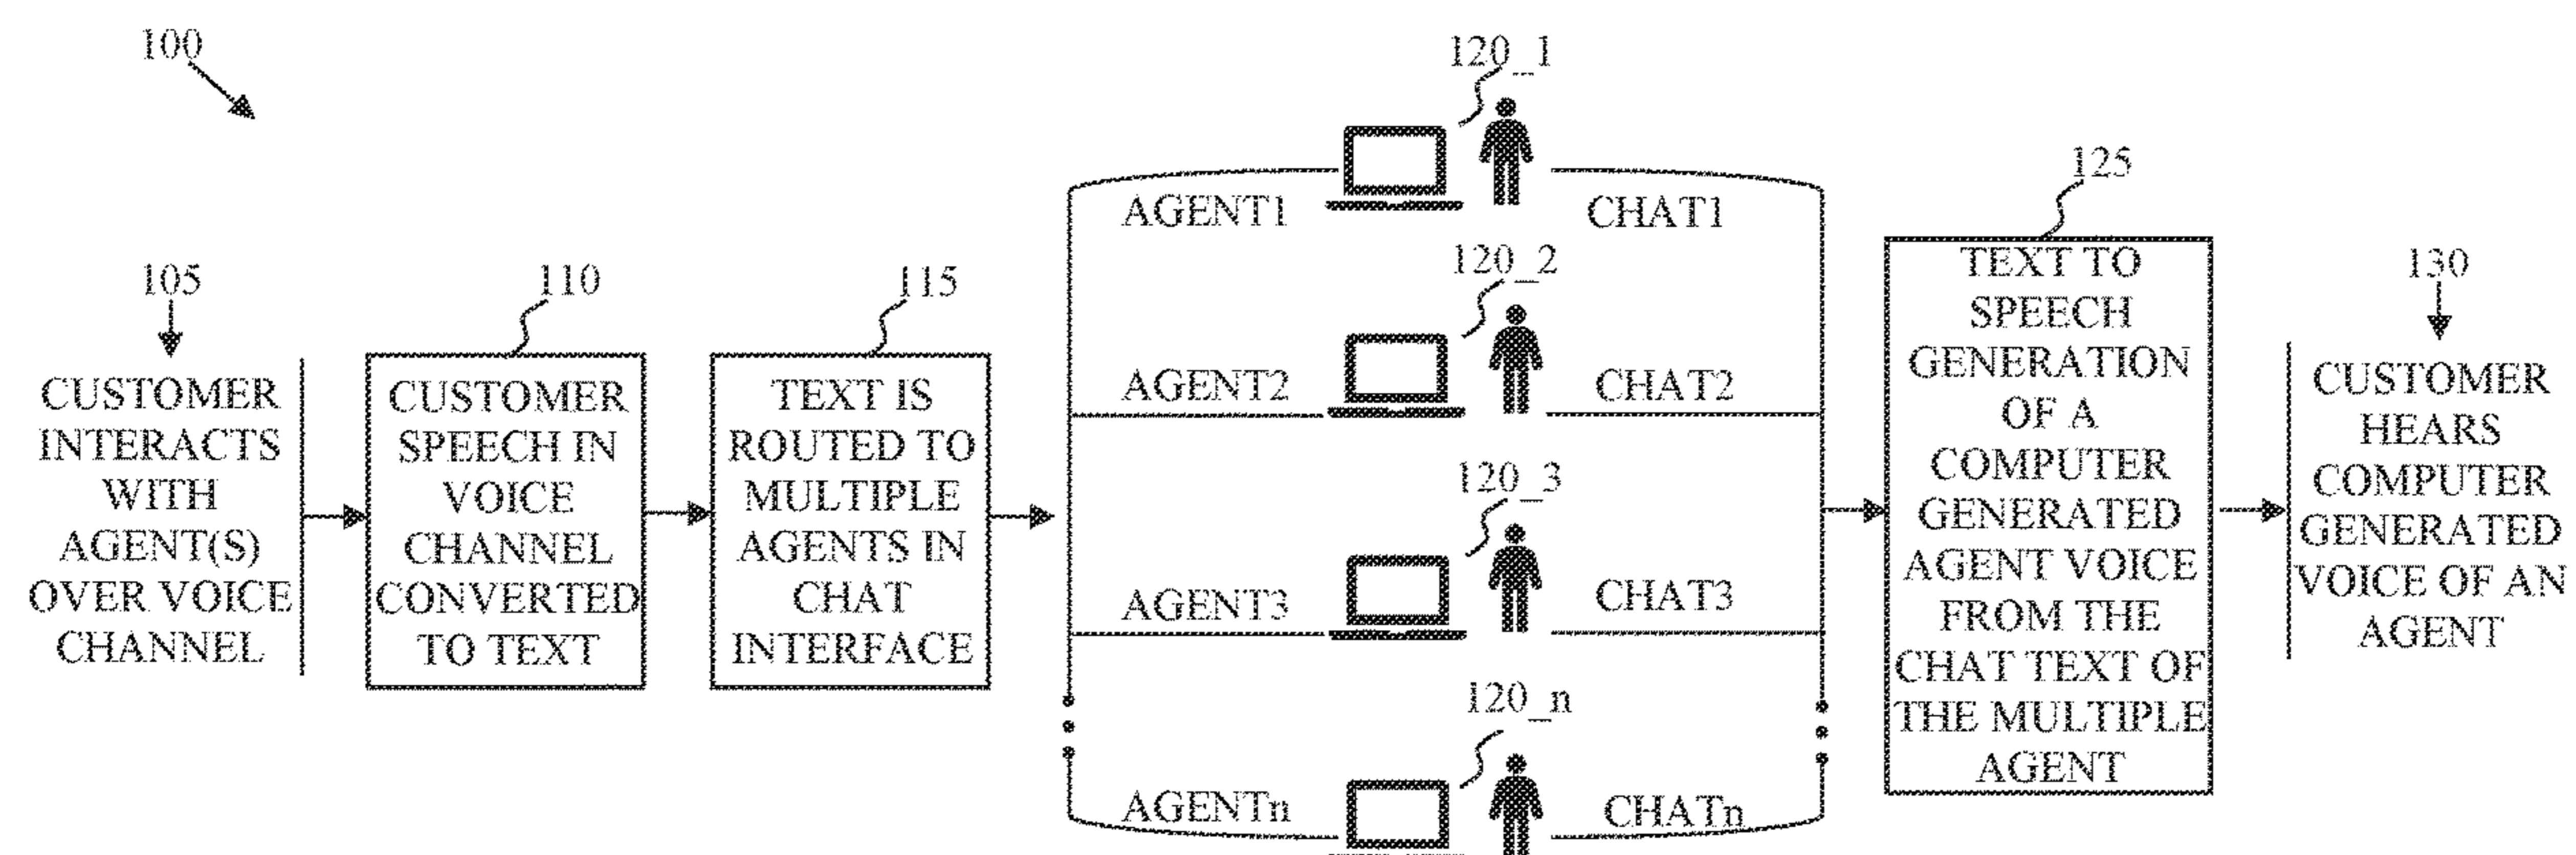 100
105
CUSTOMER
INTERACTS
WITH
AGENT(S)
OVER VOICE
CHANNEL
110
CUSTOMER
SPEECH IN
VOICE
CHANNEL
CONVERTED
TO TEXT
115
TEXT IS
ROUTED TO
MULTIPLE
AGENTS IN
CHAT
INTERFACE
120_1
AGENT1
CHAT1
120_2
AGENT2
CHAT2
120_3
AGENT3
CHAT3
120_n
AGENTn
CHATn
125
TEXT TO
SPEECH
GENERATION
OF A
COMPUTER
GENERATED
AGENT VOICE
FROM THE
CHAT TEXT OF
THE MULTIPLE
AGENT
130
CUSTOMER
HEARS
COMPUTER
GENERATED
VOICE OF AN
AGENT